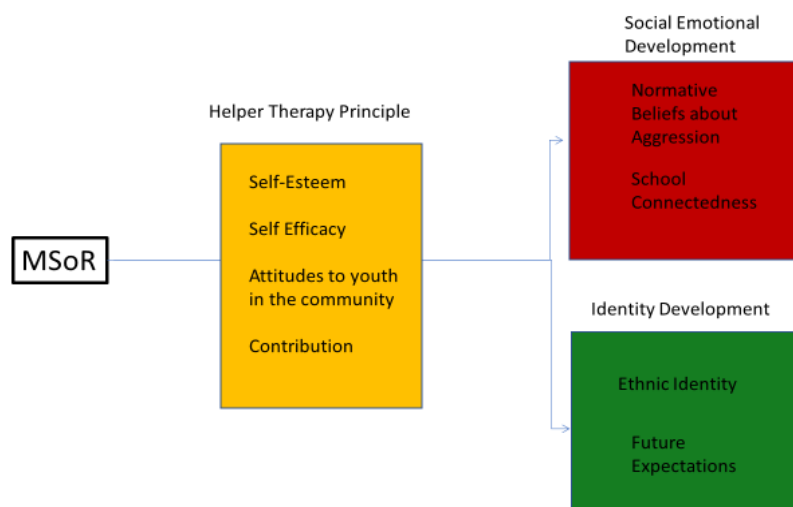 MSoR
Helper Therapy Principle
Self-Esteem
Self Efficacy
Attitudes to youth
in the community
Contribution
Social Emotional
Development
Normative
Beliefs about
Aggression
School
Connectedness
Identity Development
Ethnic Identity
Future
Expectations